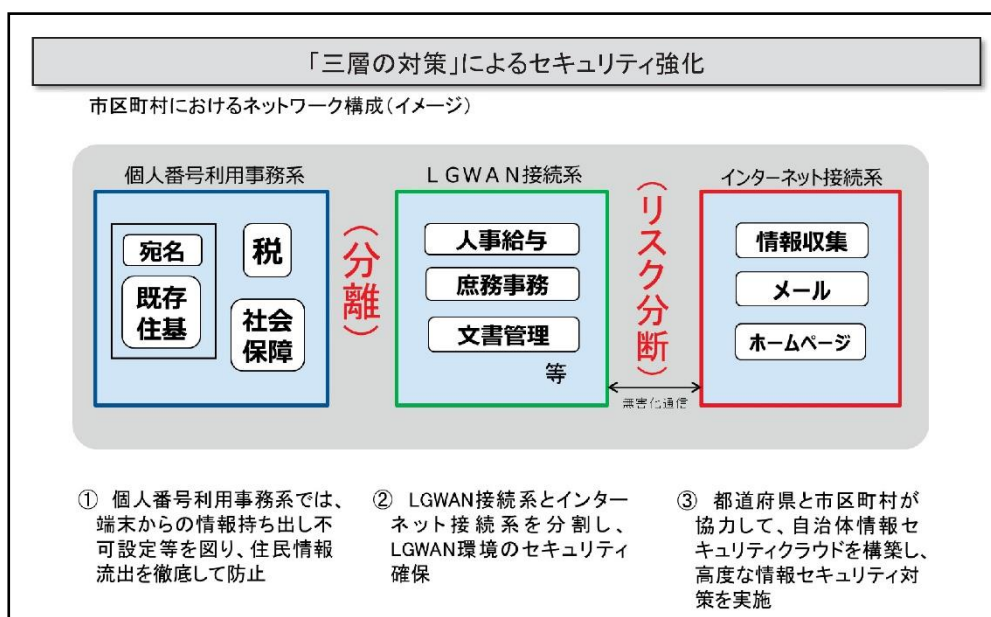 「三層の対策」によるセキュリティ強化
市区町村におけるネットワーク構成（イメージ）
個人番号利用事務系
宛名
既存
住基
税
社会
保障
（分離）
ＬＧＷＡＮ接続系
人事給与
庶務事務
文書管理
等
（リスク分断）
無害化通信
インターネット接続系
情報収集
メール
ホームページ
① 個人番号利用事務系では、
端末からの情報持ち出し不
可設定等を図り、住民情報
流出を徹底して防止
② LGWAN接続系とインター
ネット接続系を分割し、
LGWAN環境のセキュリティ
確保
③ 都道府県と市区町村が
協力して、自治体情報セ
キュリティクラウドを構築し、
高度な情報セキュリティ対
策を実施